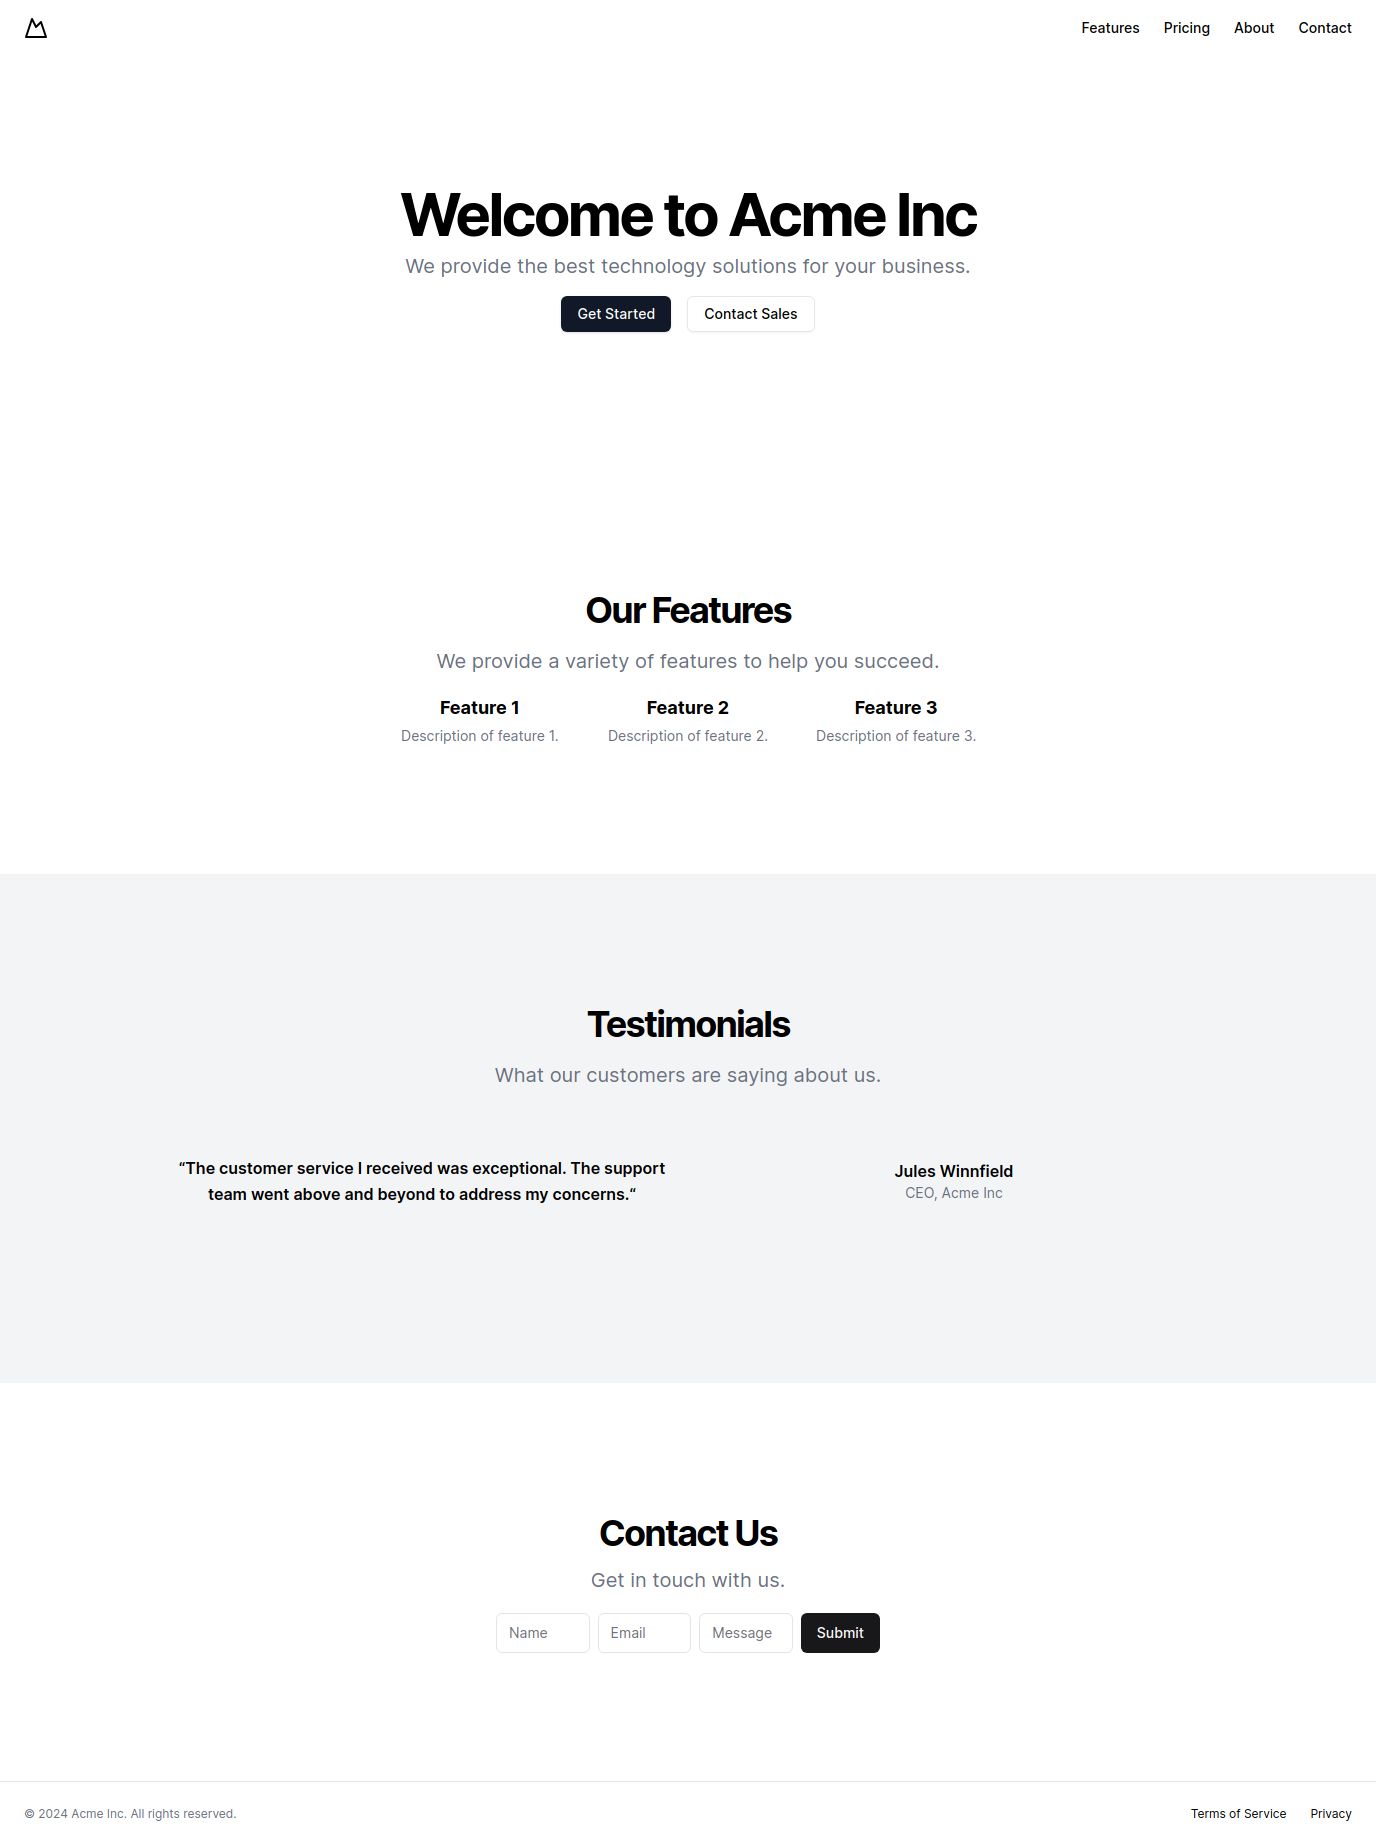 Features Pricing About Contact
Welcome to Acme Inc
We provide the best technology solutions for your business.
Get Started Contact Sales
Our Features
We provide a variety of features to help you succeed.
Feature 1 Feature 2 Feature 3
Description of feature 1. Description of feature 2. Description of feature 3.
Testimonials
What our customers are saying about us.
“The customer service I received was exceptional. The support
team went above and beyond to address my concerns.“
Jules Winnfield
CEO, Acme Inc
Contact Us
Get in touch with us.
Name Email Message Submit
© 2024 Acme Inc. All rights reserved. Terms of Service Privacy